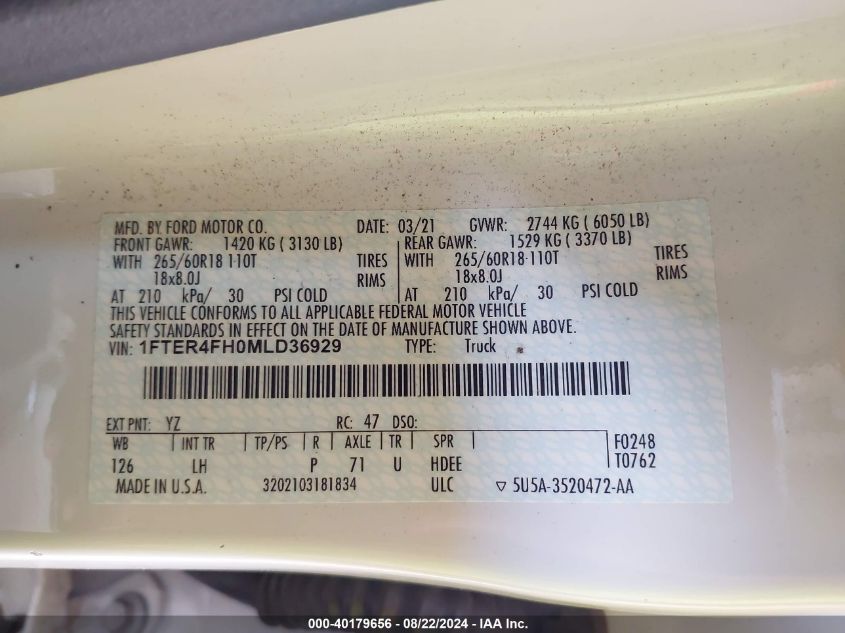 MFD. BY FORD MOTOR CO. DATE: 03/21 GVWR: 2744 KG ( 6050 LB)
FRONT GAWR: 1420 KG ( 3130 LB) REAR GAWR: 1529 KG ( 3370 LB)
WITH 265/60R18 110T TIRES WITH 265/60R18 110T TIRES
18x8.0J RIMS 18x8.0J RIMS
AT 210 kPa/ 30 PSI COLD AT 210 kPa/ 30 PSI COLD
THIS VEHICLE CONFORMS TO ALL APPLICABLE FEDERAL MOTOR VEHICLE
SAFETY STANDARDS IN EFFECT ON THE DATE OF MANUFACTURE SHOWN ABOVE.
VIN: 1FTER4FH0MLD36929 TYPE: Truck
EXT PNT: YZ RC: 47 DSO:
WB INT TR TP/PS R AXLE TR SPR F0248
126 LH P 71 U HDEE T0762
MADE IN U.S.A. 3202103181834 ULC ▽ 5U5A-3520472-AA
000-40179656 - 08/22/2024 - IAA Inc.